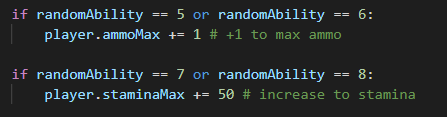 if randomAbility == 5 or randomAbility == 6:
    player.ammoMax += 1 # +1 to max ammo

if randomAbility == 7 or randomAbility == 8:
    player.staminaMax += 50 # increase to stamina